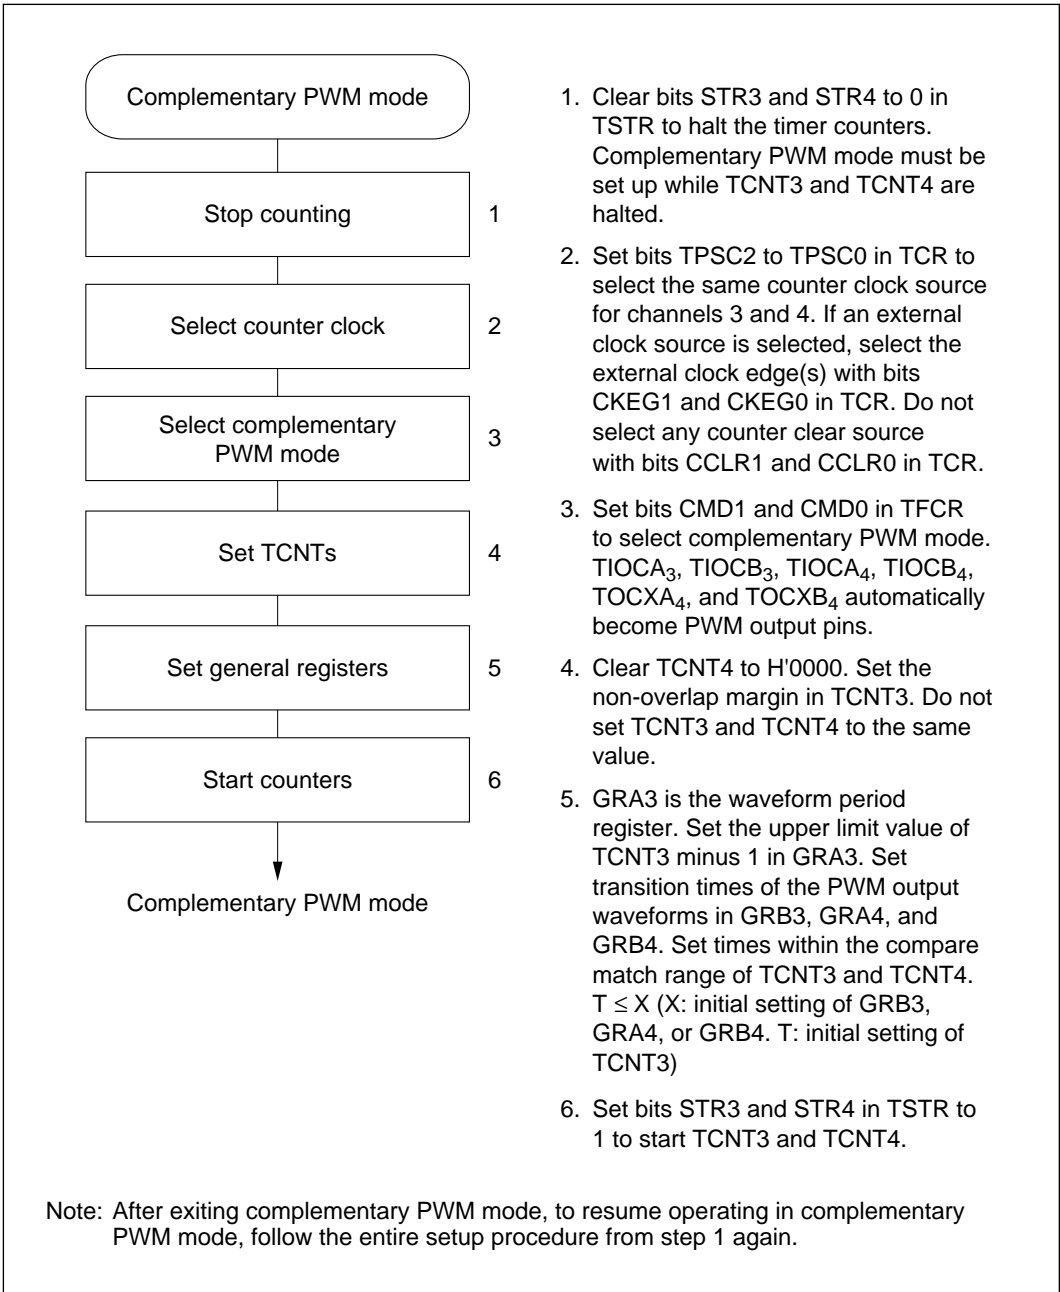 Complementary PWM mode
Stop counting
1
Select counter clock
2
Select complementary
PWM mode
3
Set TCNTs
4
Set general registers
5
Start counters
6
Complementary PWM mode
1. Clear bits STR3 and STR4 to 0 in
TSTR to halt the timer counters.
Complementary PWM mode must be
set up while TCNT3 and TCNT4 are
halted.
2. Set bits TPSC2 to TPSC0 in TCR to
select the same counter clock source
for channels 3 and 4. If an external
clock source is selected, select the
external clock edge(s) with bits
CKEG1 and CKEG0 in TCR. Do not
select any counter clear source
with bits CCLR1 and CCLR0 in TCR.
3. Set bits CMD1 and CMD0 in TFCR
to select complementary PWM mode.
TIOCA₃, TIOCB₃, TIOCA₄, TIOCB₄,
TOCXA₄, and TOCXB₄ automatically
become PWM output pins.
4. Clear TCNT4 to H'0000. Set the
non-overlap margin in TCNT3. Do not
set TCNT3 and TCNT4 to the same
value.
5. GRA3 is the waveform period
register. Set the upper limit value of
TCNT3 minus 1 in GRA3. Set
transition times of the PWM output
waveforms in GRB3, GRA4, and
GRB4. Set times within the compare
match range of TCNT3 and TCNT4.
T ≤ X (X: initial setting of GRB3,
GRA4, or GRB4. T: initial setting of
TCNT3)
6. Set bits STR3 and STR4 in TSTR to
1 to start TCNT3 and TCNT4.
Note: After exiting complementary PWM mode, to resume operating in complementary
PWM mode, follow the entire setup procedure from step 1 again.